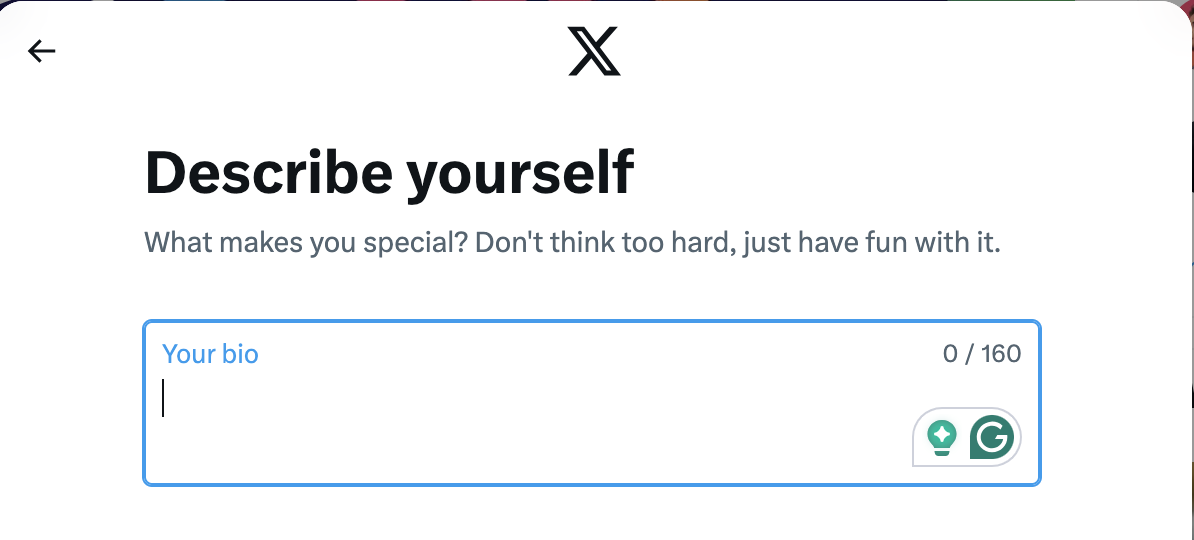 Describe yourself
What makes you special? Don't think too hard, just have fun with it.
Your bio 0 / 160